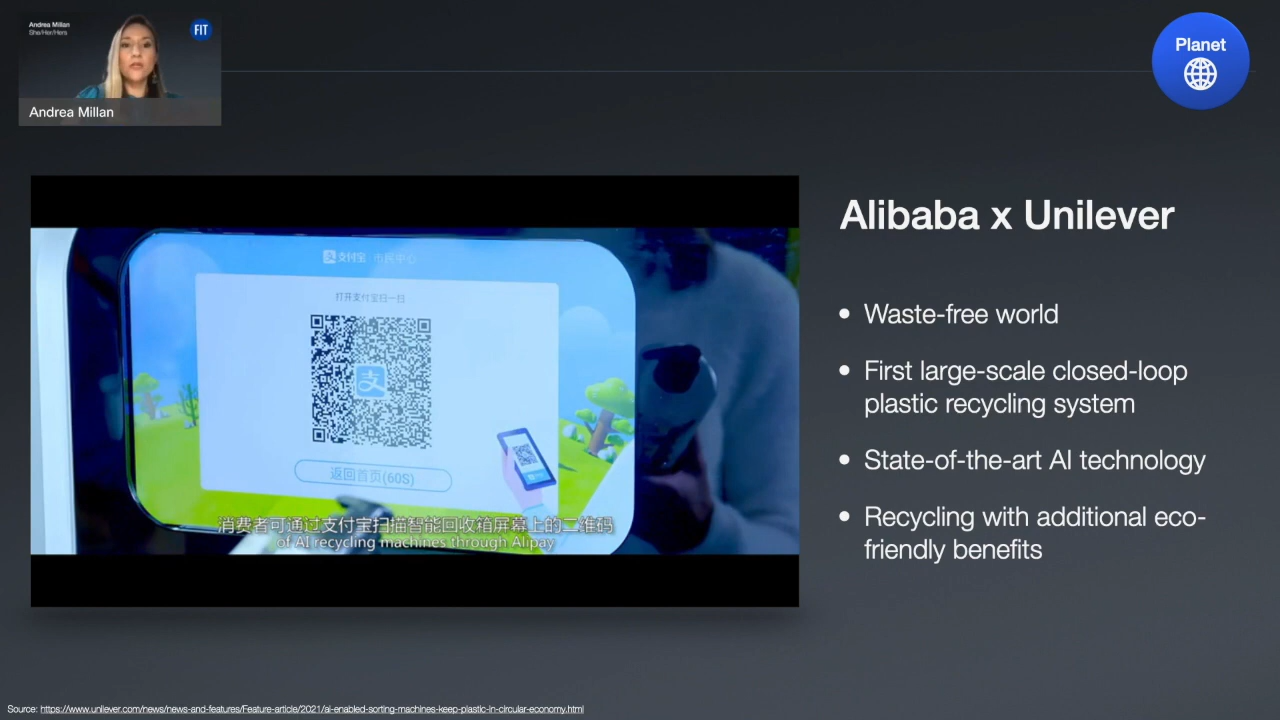 Andrea Millan
She/Her/Hers
FIT
Andrea Millan
Planet
支付宝 市民中心
打开支付宝扫一扫
支
返回首页(60S)
消费者可通过支付宝扫描智能回收箱屏幕上的二维码
of AI recycling machines through Alipay
Alibaba x Unilever
• Waste-free world
• First large-scale closed-loop
plastic recycling system
• State-of-the-art AI technology
• Recycling with additional eco-
friendly benefits
Source: https://www.unilever.com/news/news-and-features/Feature-article/2021/ai-enabled-sorting-machines-keep-plastic-in-circular-economy.html